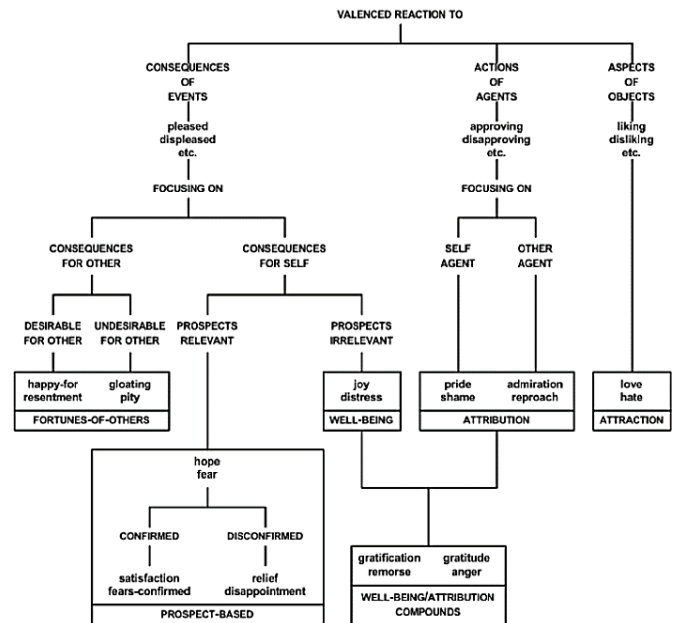 VALENCED REACTION TO
CONSEQUENCES
OF
EVENTS
ACTIONS
OF
AGENTS
ASPECTS
OF
OBJECTS
pleased
displeased
etc.
approving
disapproving
etc.
liking
disliking
etc.
FOCUSING ON
FOCUSING ON
CONSEQUENCES
FOR OTHER
CONSEQUENCES
FOR SELF
SELF
AGENT
OTHER
AGENT
DESIRABLE
FOR OTHER
UNDESIRABLE
FOR OTHER
PROSPECTS
RELEVANT
PROSPECTS
IRRELEVANT
happy-for
resentment
gloating
pity
FORTUNES-OF-OTHERS
joy
distress
WELL-BEING
pride
shame
admiration
reproach
ATTRIBUTION
love
hate
ATTRACTION
hope
fear
CONFIRMED
DISCONFIRMED
satisfaction
fears-confirmed
relief
disappointment
PROSPECT-BASED
gratification
remorse
gratitude
anger
WELL-BEING/ATTRIBUTION
COMPOUNDS